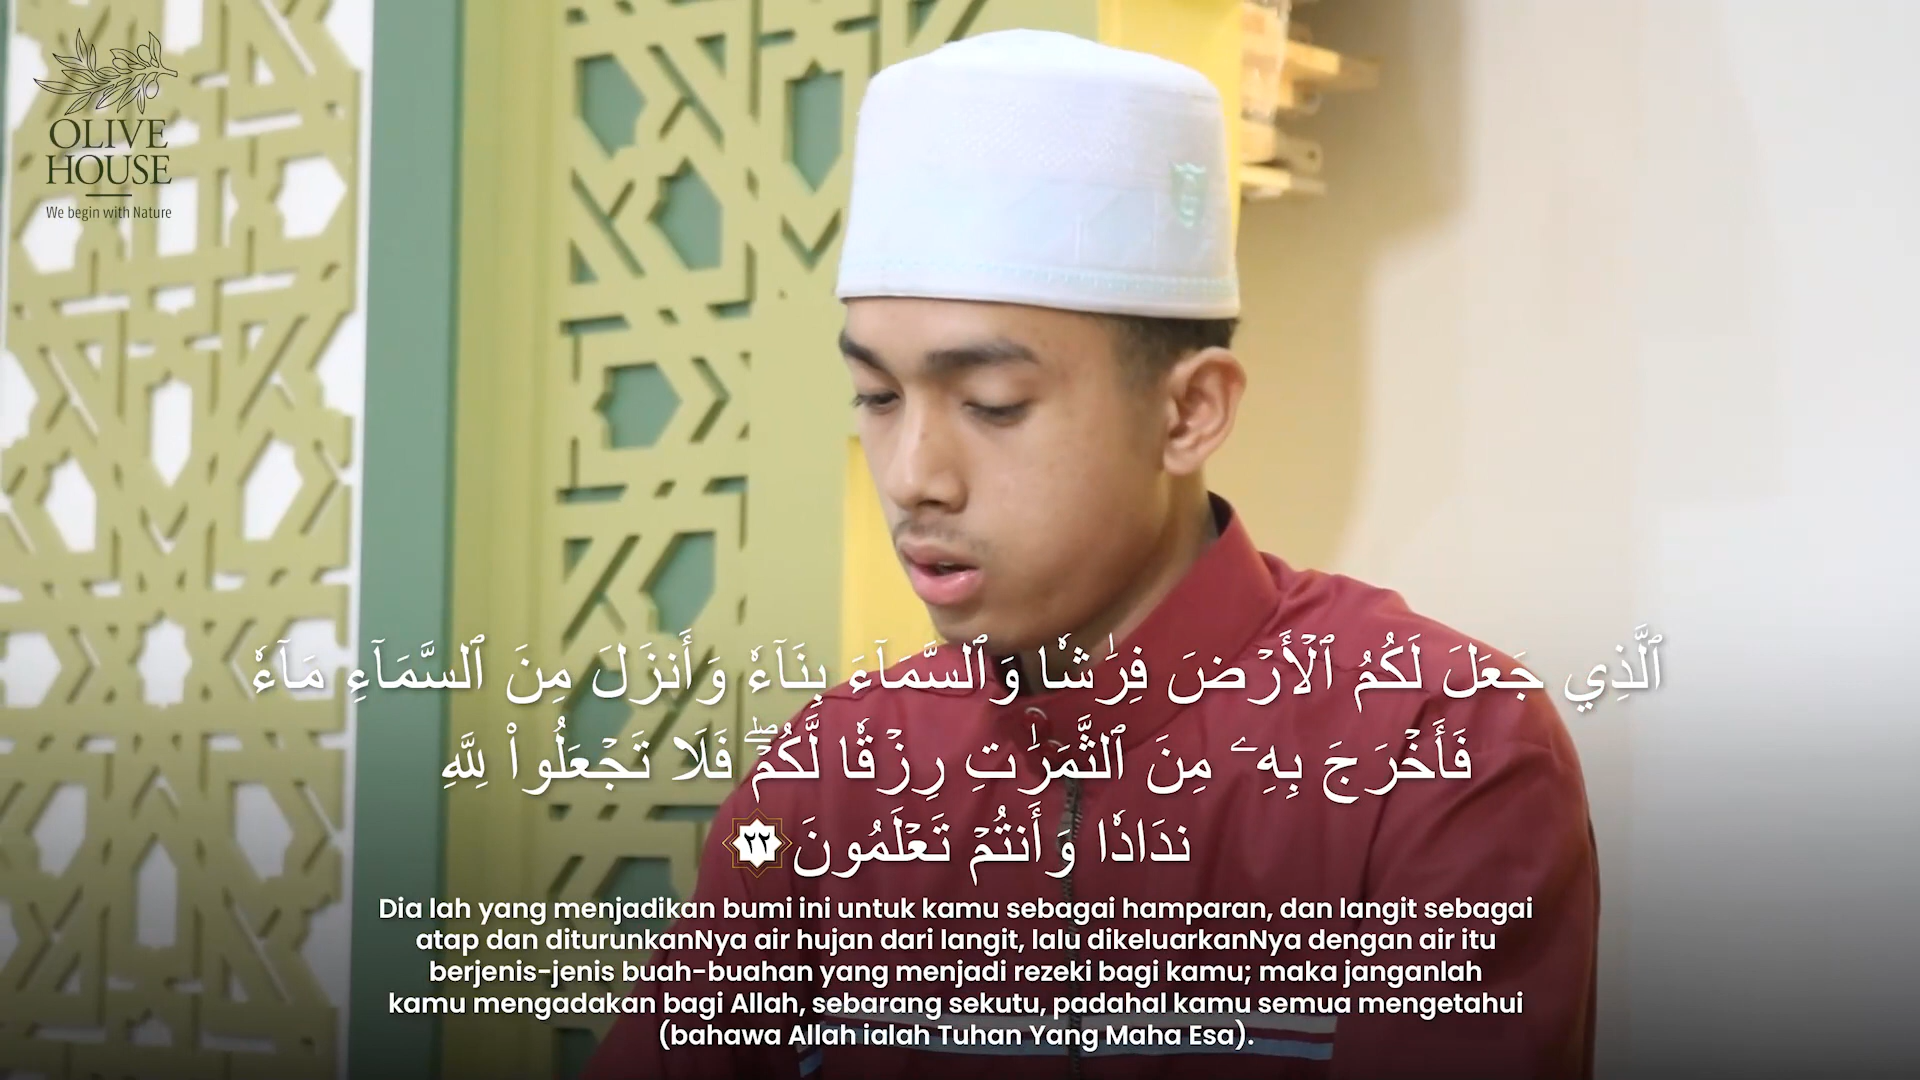 OLIVE
HOUSE
We begin with Nature
ٱلَّذِي جَعَلَ لَكُمُ ٱلۡأَرۡضَ فِرَٰشٗا وَٱلسَّمَآءَ بِنَآءٗ وَأَنزَلَ مِنَ ٱلسَّمَآءِ مَآءٗ
فَأَخۡرَجَ بِهِۦ مِنَ ٱلثَّمَرَٰتِ رِزۡقٗا لَّكُمۡۖ فَلَا تَجۡعَلُواْ لِلَّهِ
ندَادٗا وَأَنتُمۡ تَعۡلَمُونَ ٢٢
Dia lah yang menjadikan bumi ini untuk kamu sebagai hamparan, dan langit sebagai
atap dan diturunkanNya air hujan dari langit, lalu dikeluarkanNya dengan air itu
berjenis-jenis buah-buahan yang menjadi rezeki bagi kamu; maka janganlah
kamu mengadakan bagi Allah, sebarang sekutu, padahal kamu semua mengetahui
(bahawa Allah ialah Tuhan Yang Maha Esa).